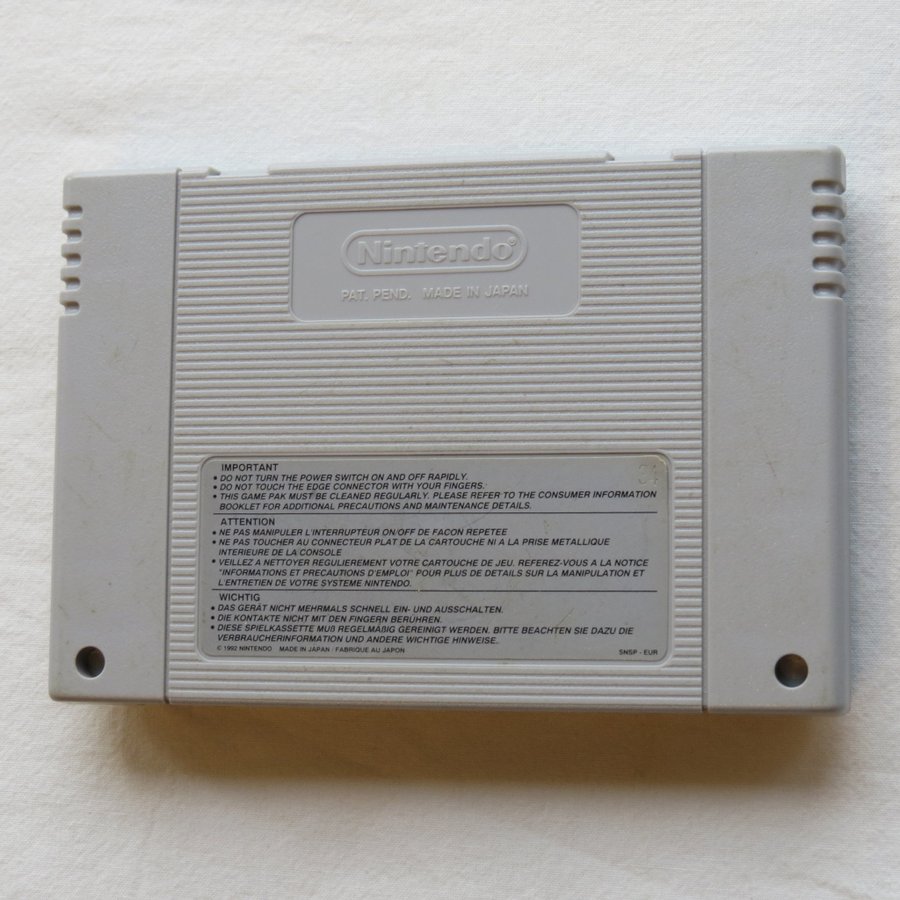 Nintendo®
PAT. PEND. MADE IN JAPAN
IMPORTANT
• DO NOT TURN THE POWER SWITCH ON AND OFF RAPIDLY.
• DO NOT TOUCH THE EDGE CONNECTOR WITH YOUR FINGERS.
• THIS GAME PAK MUST BE CLEANED REGULARLY. PLEASE REFER TO THE CONSUMER INFORMATION
BOOKLET FOR ADDITIONAL PRECAUTIONS AND MAINTENANCE DETAILS.
ATTENTION
• NE PAS MANIPULER L'INTERRUPTEUR ON/OFF DE FACON REPETEE
• NE PAS TOUCHER AU CONNECTEUR PLAT DE LA CARTOUCHE NI A LA PRISE METALLIQUE
INTERIEURE DE LA CONSOLE
• VEILLEZ A NETTOYER REGULIEREMENT VOTRE CARTOUCHE DE JEU. REFEREZ-VOUS A LA NOTICE
"INFORMATIONS ET PRECAUTIONS D'EMPLOI" POUR PLUS DE DETAILS SUR LA MANIPULATION ET
L'ENTRETIEN DE VOTRE SYSTEME NINTENDO.
WICHTIG
• DAS GERÄT NICHT MEHRMALS SCHNELL EIN- UND AUSSCHALTEN.
• DIE KONTAKTE NICHT MIT DEN FINGERN BERÜHREN.
• DIESE SPIELKASSETTE MUß REGELMÄßIG GEREINIGT WERDEN. BITTE BEACHTEN SIE DAZU DIE
VERBRAUCHERINFORMATION UND ANDERE WICHTIGE HINWEISE.
© 1992 NINTENDO MADE IN JAPAN / FABRIQUE AU JAPON SNSP - EUR